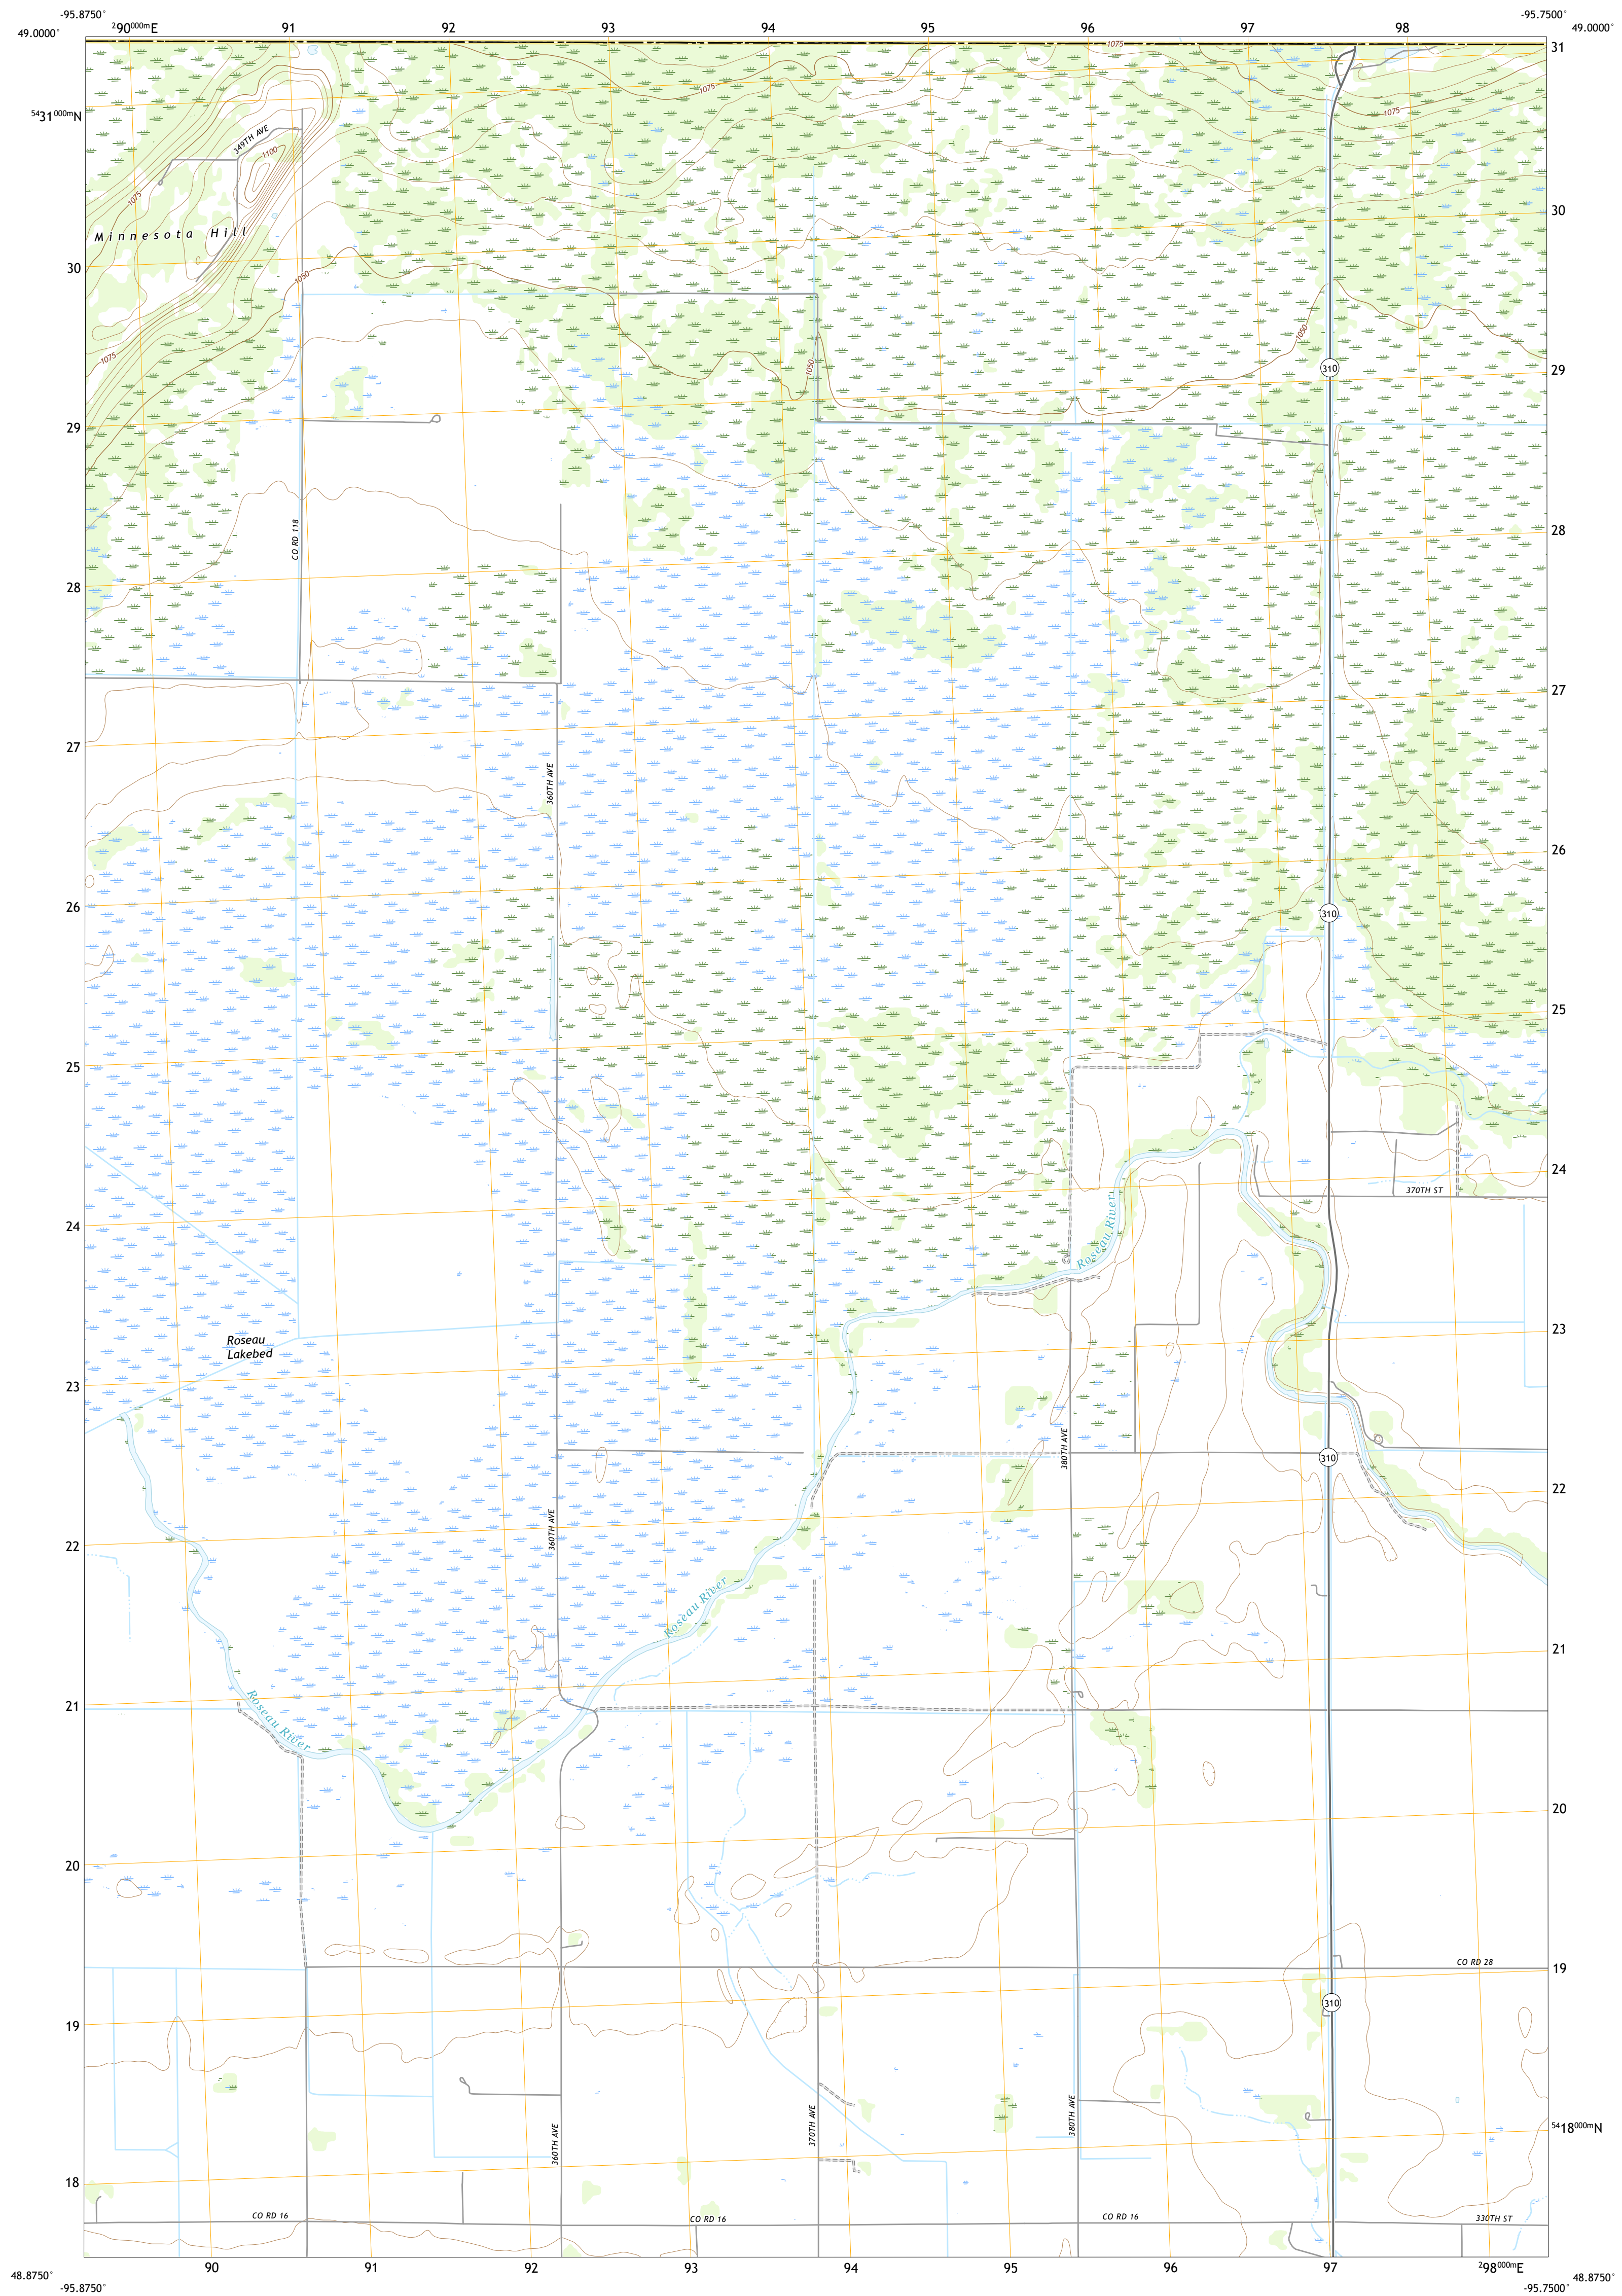 -95.8750°
-95.7500°
49.0000°
²90⁰⁰⁰ᵐE
91
92
93
94
95
96
97
98
49.0000°
1075
31
1075
⁵⁴31⁰⁰⁰ᵐN
1075
349TH AVE
1100
1075
30
Minnesota Hill
30
1050
1050
1075
1050
310
29
29
CO RD 118
28
28
27
27
360TH AVE
26
26
310
25
25
24
370TH ST
24
Roseau River
23
Roseau
Lakebed
23
380TH AVE
310
22
360TH AVE
22
Roseau River
21
21
Roseau River
20
20
CO RD 28
19
310
19
370TH AVE
380TH AVE
⁵⁴18⁰⁰⁰ᵐN
360TH AVE
18
CO RD 16
CO RD 16
CO RD 16
330TH ST
90
91
92
93
94
95
96
97
²98⁰⁰⁰ᵐE
48.8750°
48.8750°
-95.8750°
-95.7500°